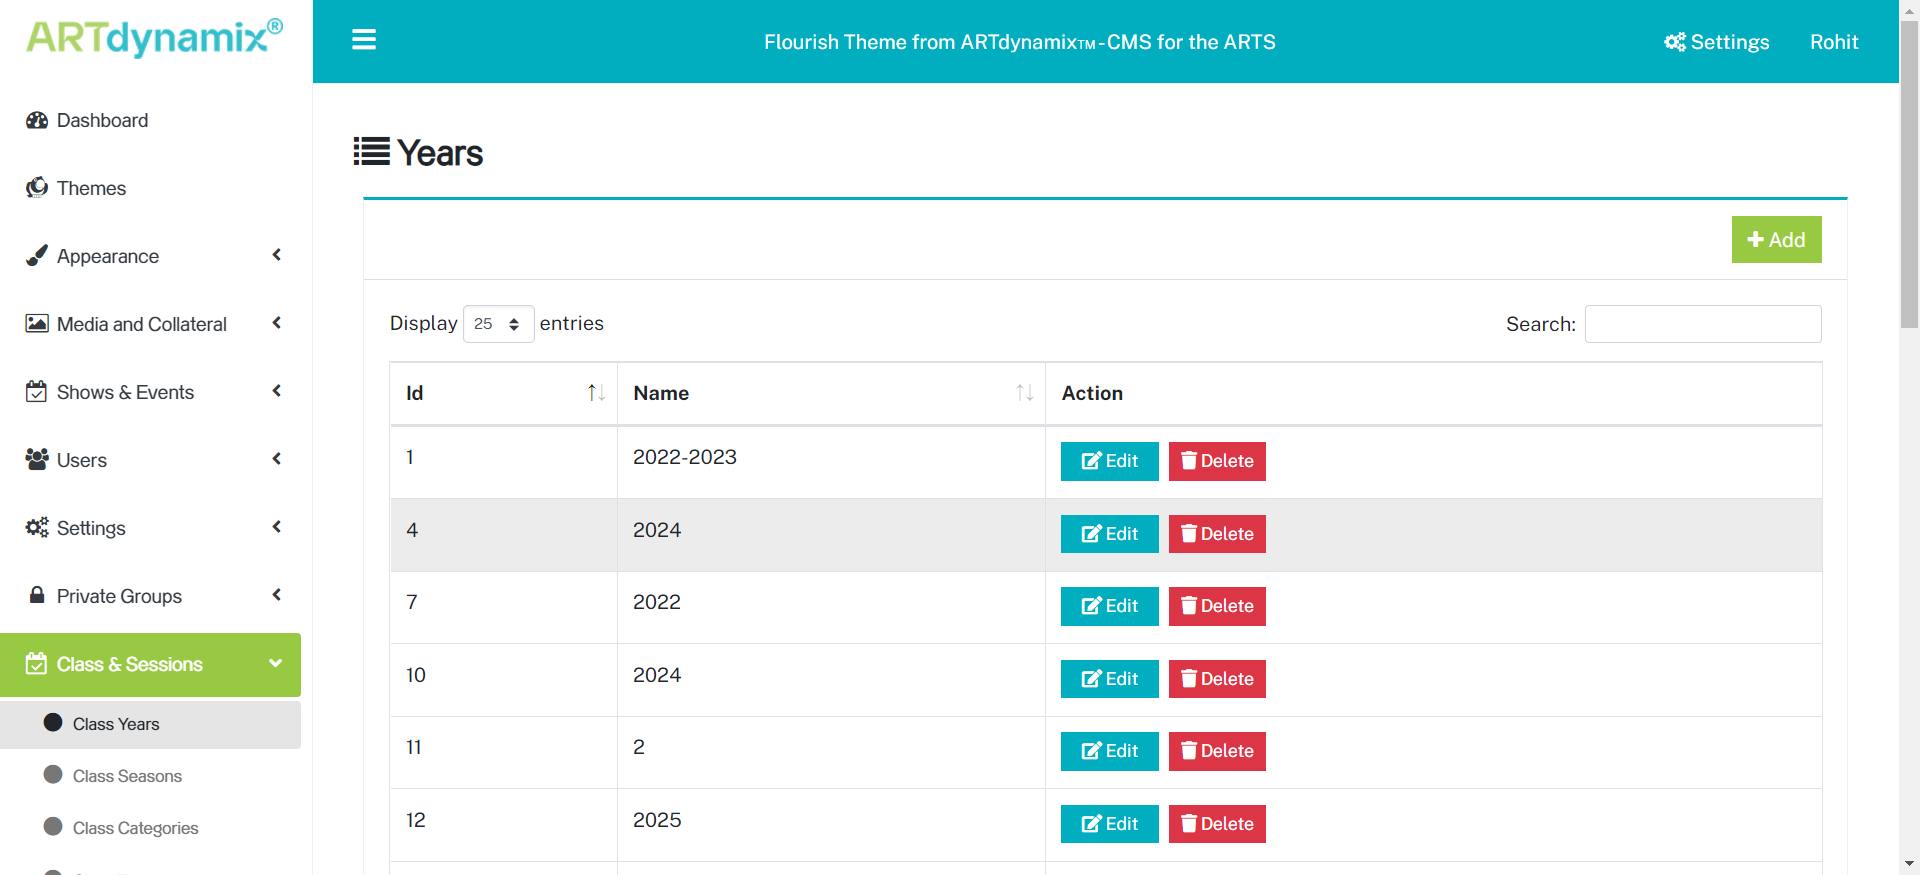 ARTdynamix®
Flourish Theme from ARTdynamix™-CMS for the ARTS
Settings
Rohit
Dashboard
Themes
Appearance
Media and Collateral
Shows & Events
Users
Settings
Private Groups
Class & Sessions
Class Years
Class Seasons
Class Categories
Years
Add
Display 25 entries
Search:
Id Name Action
1 2022-2023 Edit Delete
4 2024 Edit Delete
7 2022 Edit Delete
10 2024 Edit Delete
11 2 Edit Delete
12 2025 Edit Delete